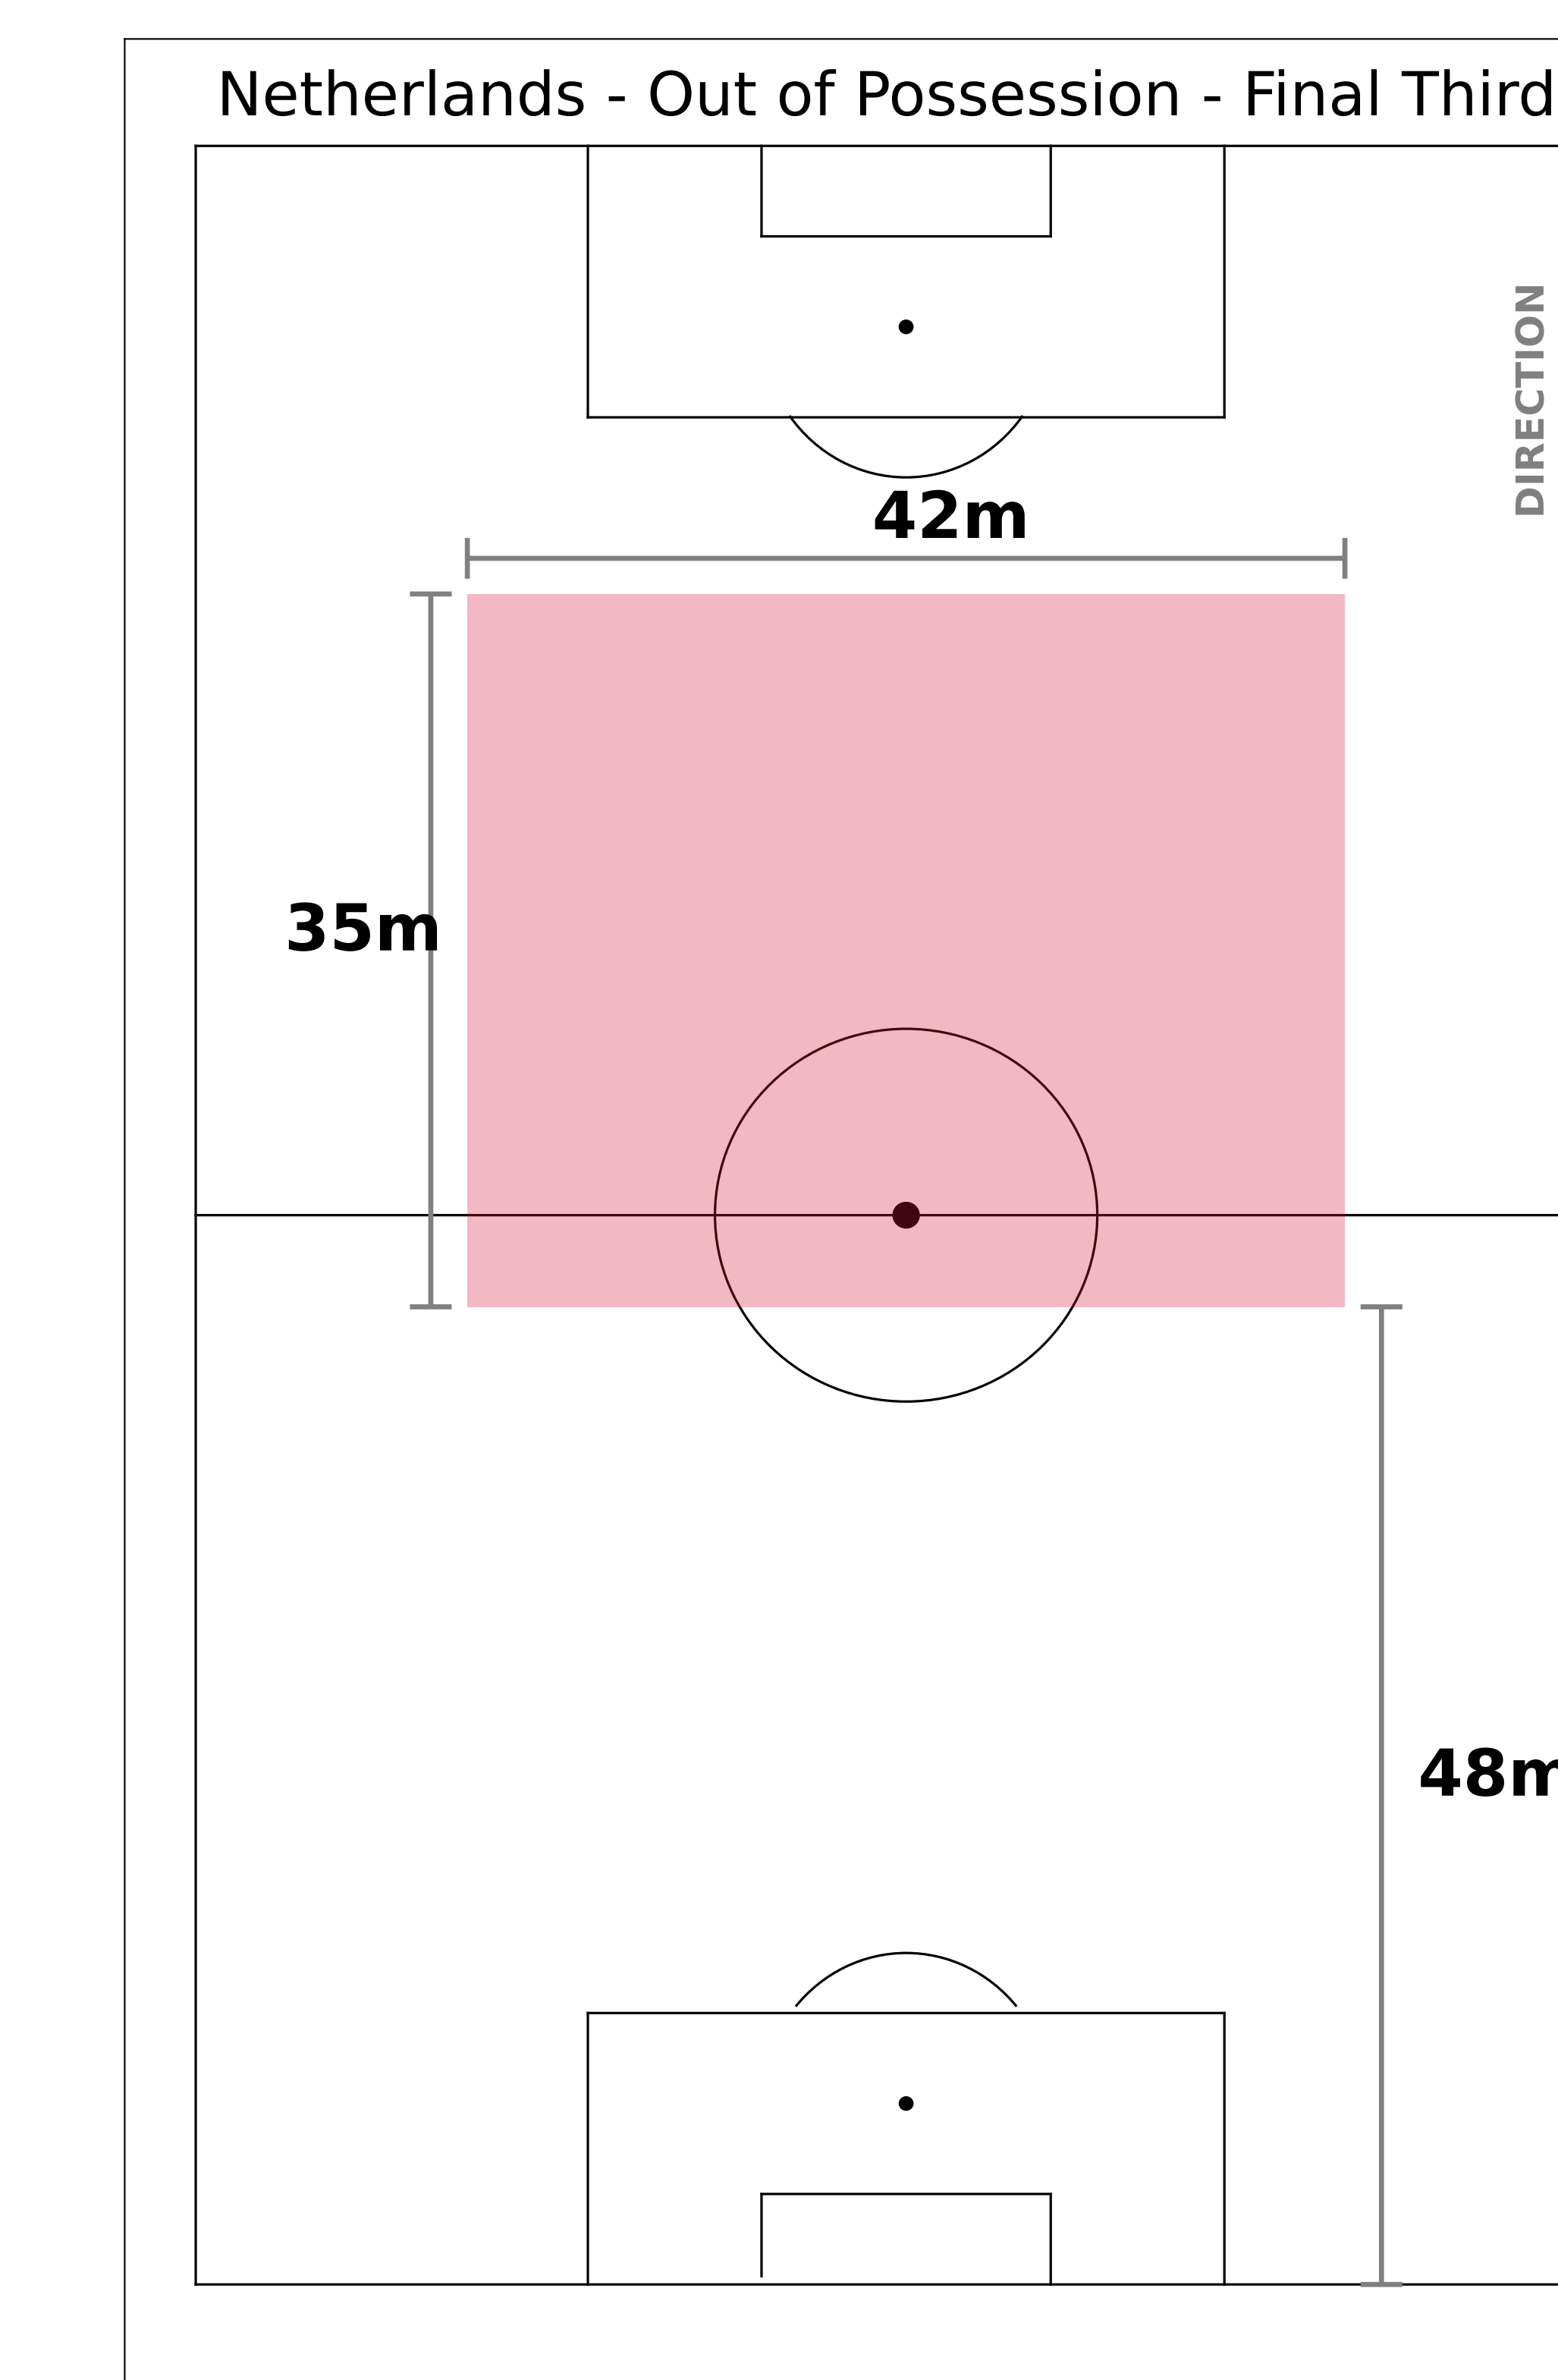 Netherlands - Out of Possession - Final Third
DIRECTION
42m
35m
48m